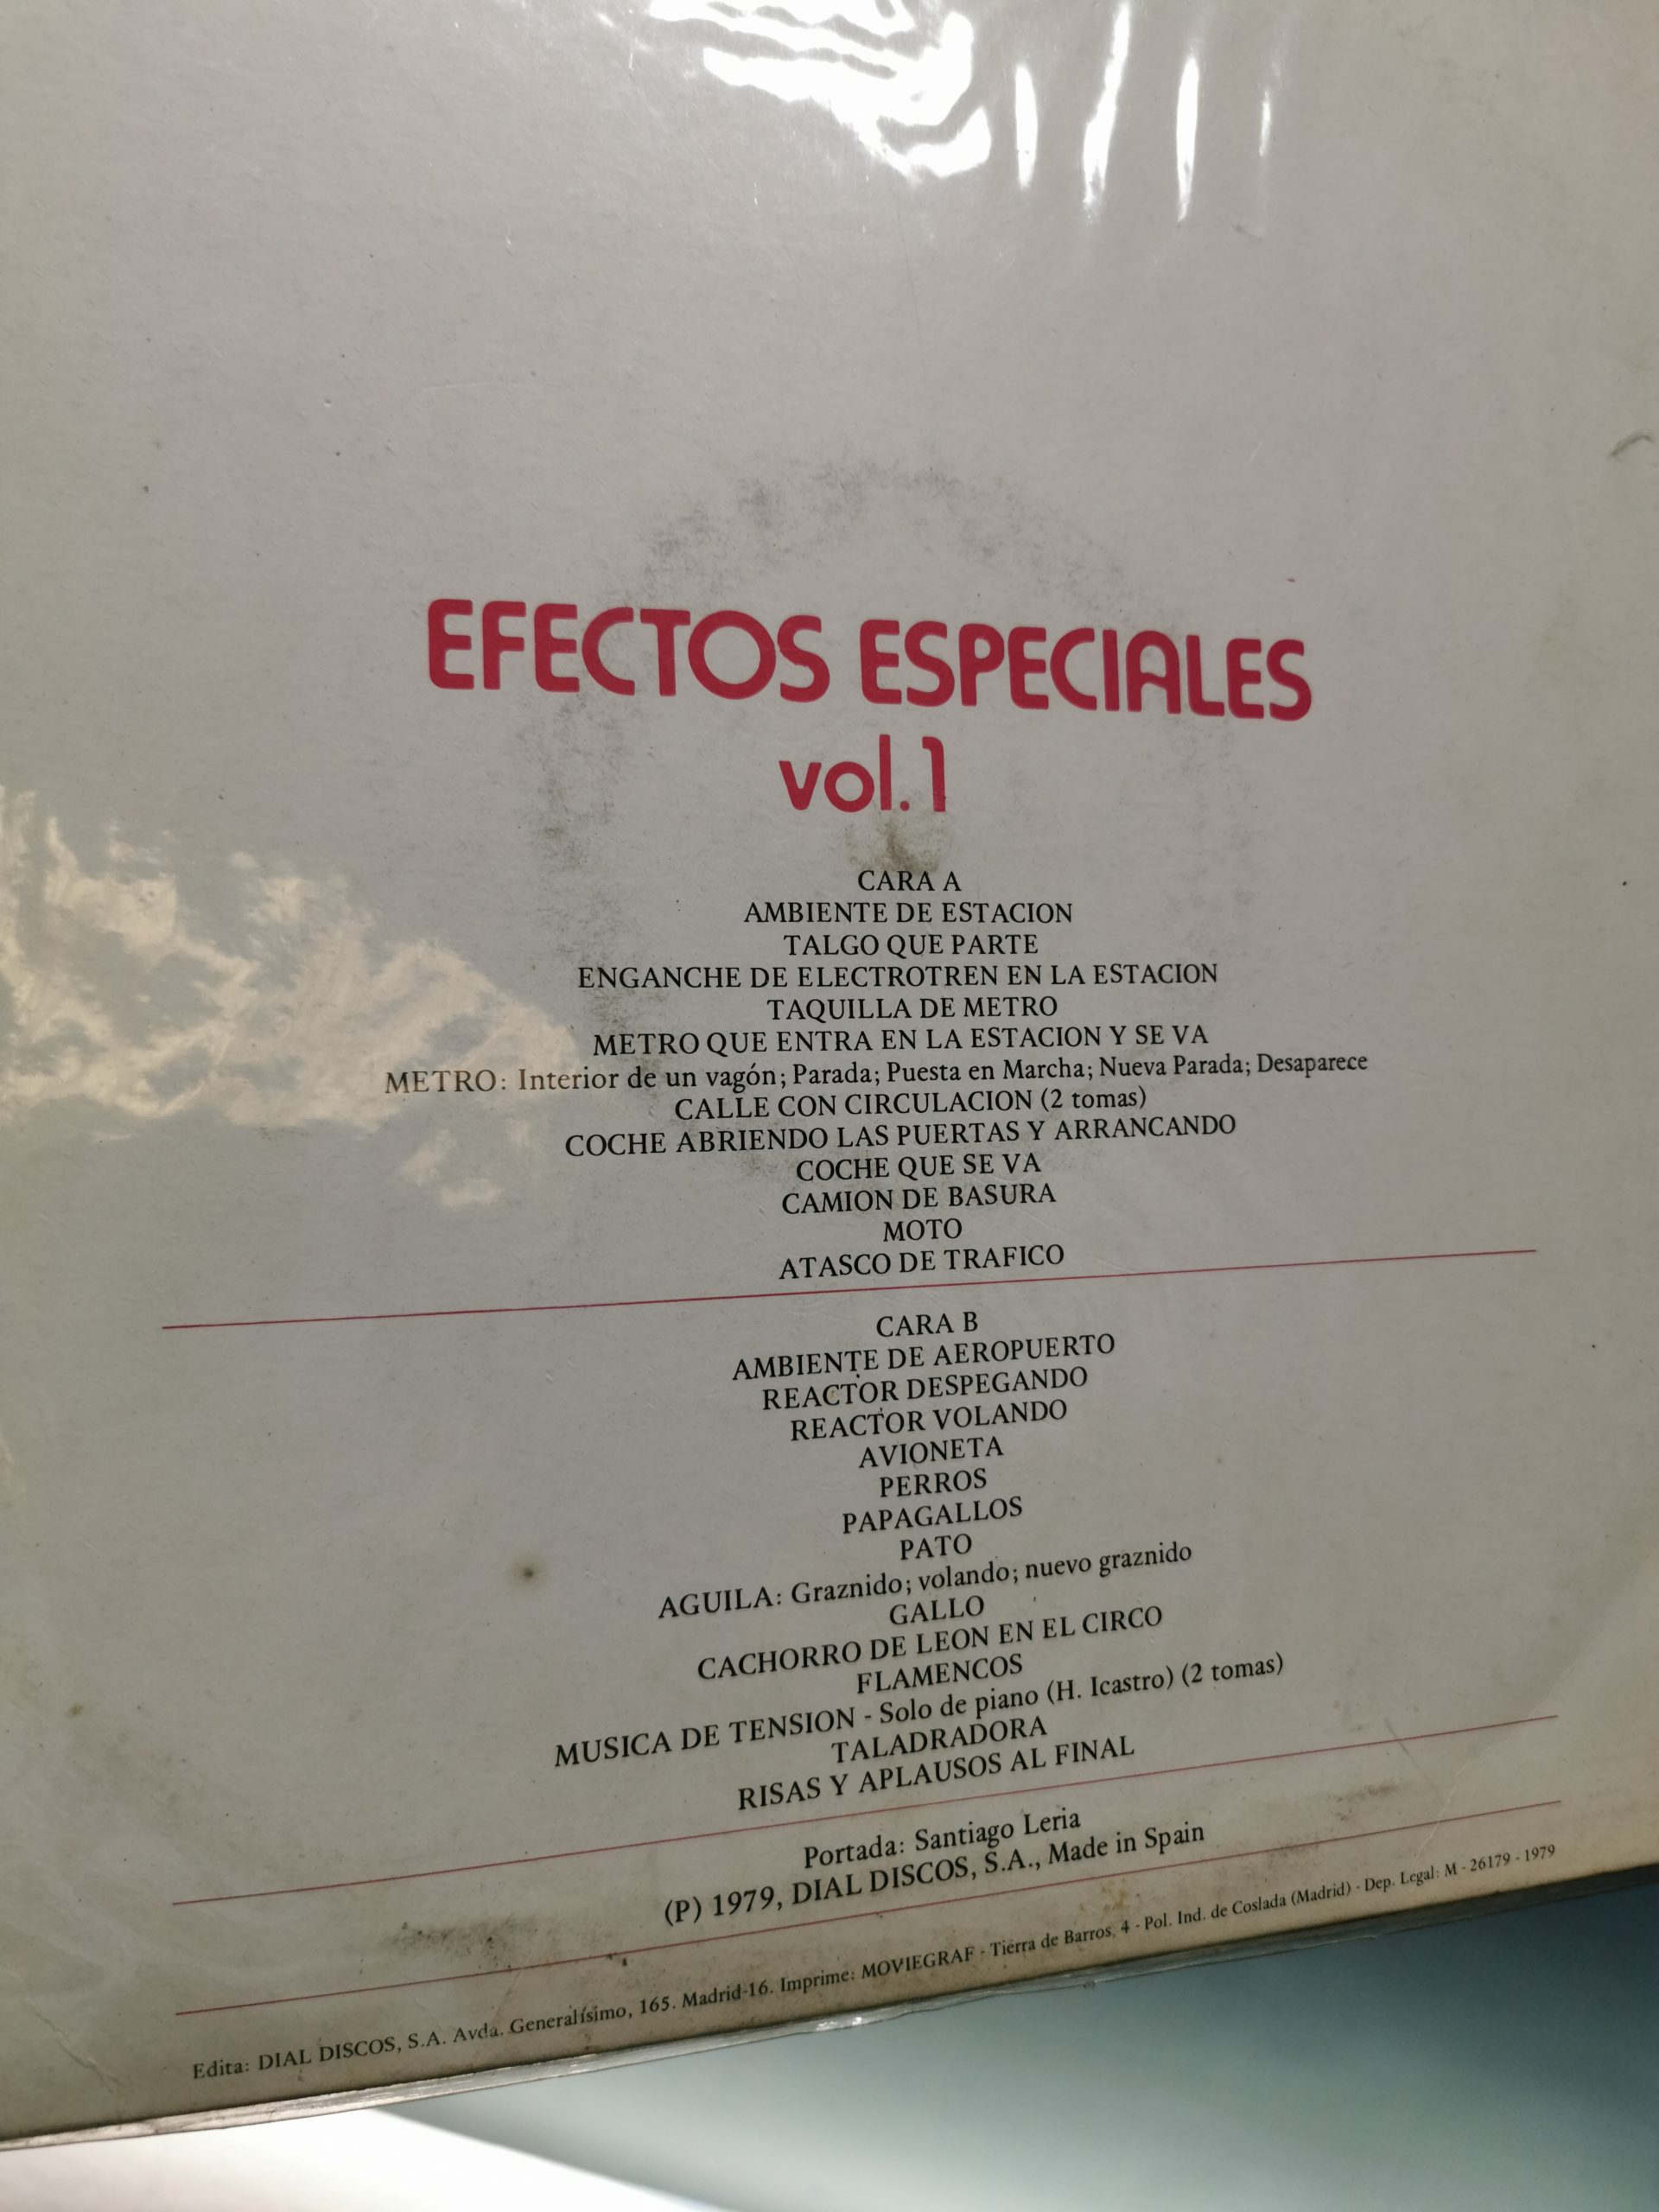 EFECTOS ESPECIALES
vol.1
CARA A
AMBIENTE DE ESTACION
TALGO QUE PARTE
ENGANCHE DE ELECTROTREN EN LA ESTACION
TAQUILLA DE METRO
METRO QUE ENTRA EN LA ESTACION Y SE VA
METRO: Interior de un vagón; Parada; Puesta en Marcha; Nueva Parada; Desaparece
CALLE CON CIRCULACION (2 tomas)
COCHE ABRIENDO LAS PUERTAS Y ARRANCANDO
COCHE QUE SE VA
CAMION DE BASURA
MOTO
ATASCO DE TRAFICO
CARA B
AMBIENTE DE AEROPUERTO
REACTOR DESPEGANDO
REACTOR VOLANDO
AVIONETA
PERROS
PAPAGALLOS
PATO
AGUILA: Graznido; volando; nuevo graznido
GALLO
CACHORRO DE LEON EN EL CIRCO
FLAMENCOS
MUSICA DE TENSION - Solo de piano (H. Icastro) (2 tomas)
TALADRADORA
RISAS Y APLAUSOS AL FINAL
Portada: Santiago Leria
(P) 1979, DIAL DISCOS, S.A., Made in Spain
Edita: DIAL DISCOS, S.A. Avda. Generalísimo, 165. Madrid-16. Imprime: MOVIEGRAF - Tierra de Barros, 4 - Pol. Ind. de Coslada (Madrid) - Dep. Legal: M - 26179 - 1979